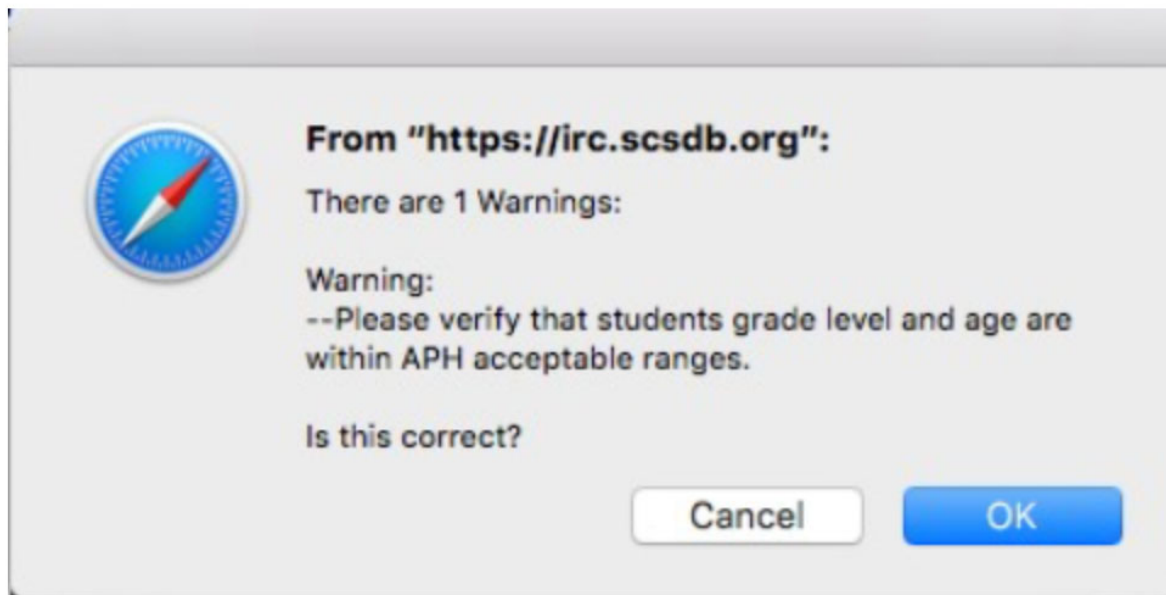 From "https://irc.scsdb.org":
There are 1 Warnings:
Warning:
--Please verify that students grade level and age are
within APH acceptable ranges.
Is this correct?
Cancel
OK